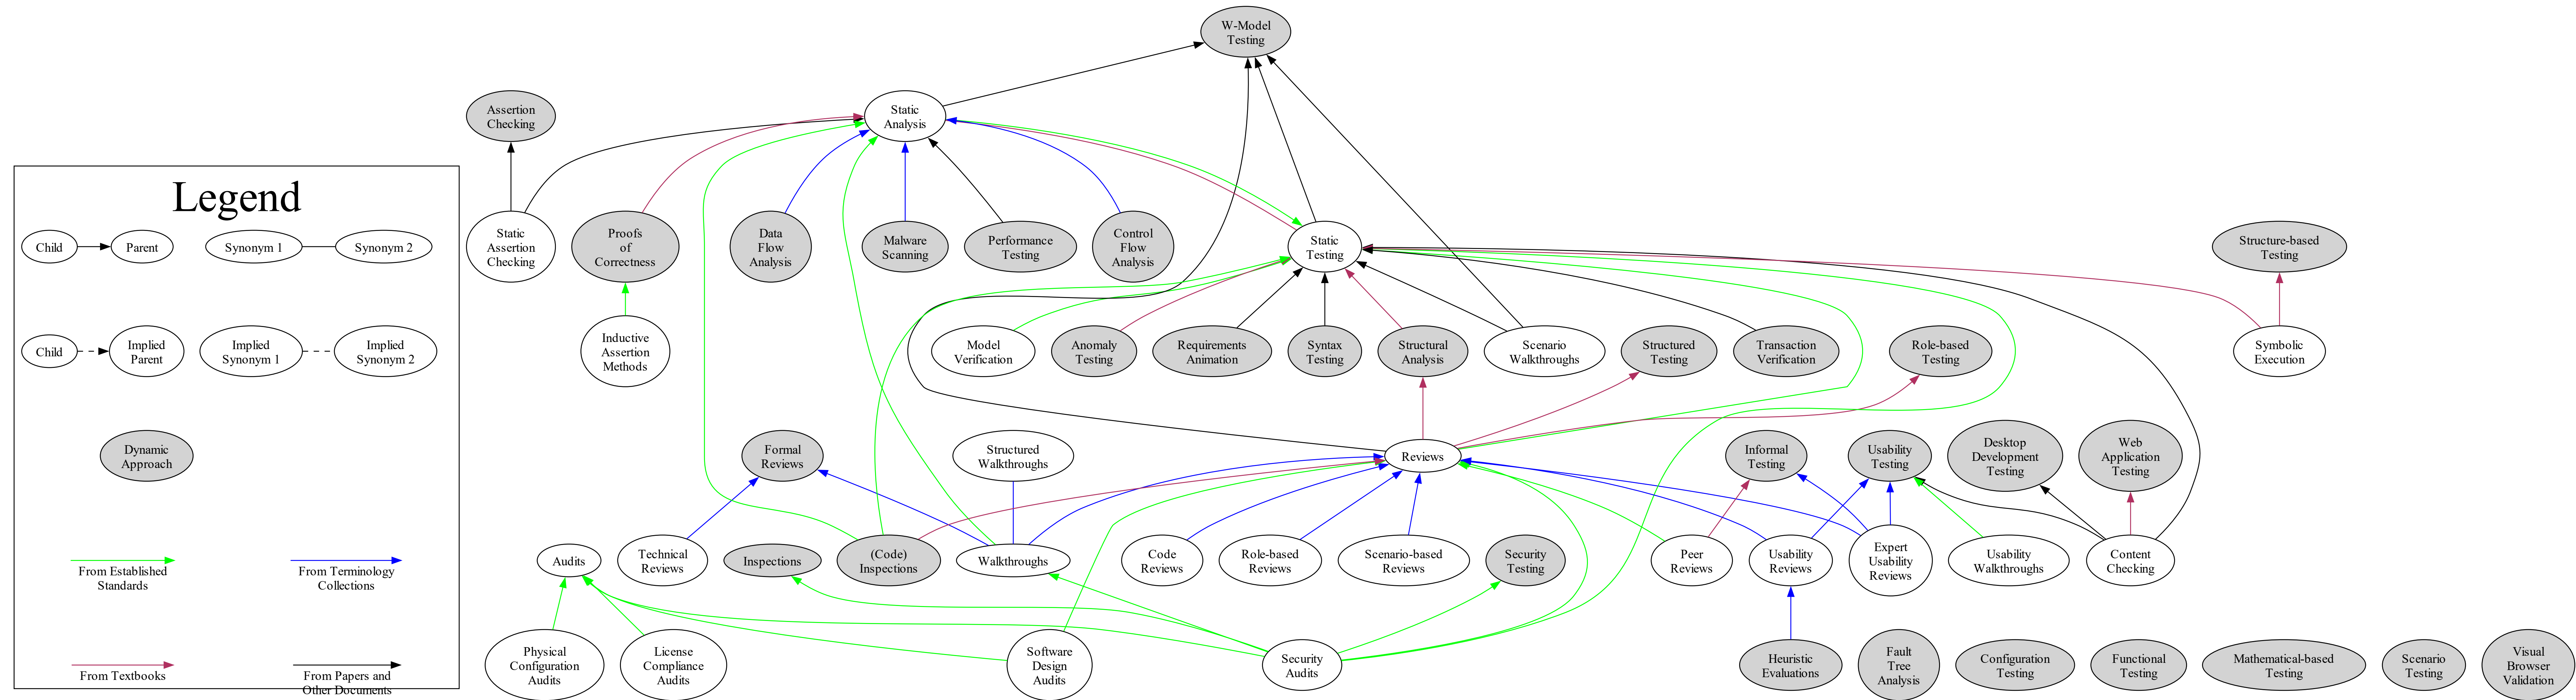 W-Model
Testing
Assertion
Checking
Static
Analysis
Legend
Child
Parent
Synonym 1
Synonym 2
Child
Implied
Parent
Implied
Synonym 1
Implied
Synonym 2
Dynamic
Approach
From Established
Standards
From Terminology
Collections
From Textbooks
From Papers and
Other Documents
Static
Assertion
Checking
Proofs
of
Correctness
Data
Flow
Analysis
Malware
Scanning
Performance
Testing
Control
Flow
Analysis
Static
Testing
Structure-based
Testing
Inductive
Assertion
Methods
Model
Verification
Anomaly
Testing
Requirements
Animation
Syntax
Testing
Structural
Analysis
Scenario
Walkthroughs
Structured
Testing
Transaction
Verification
Role-based
Testing
Symbolic
Execution
Formal
Reviews
Structured
Walkthroughs
Reviews
Informal
Testing
Usability
Testing
Desktop
Development
Testing
Web
Application
Testing
Audits
Technical
Reviews
Inspections
(Code)
Inspections
Walkthroughs
Code
Reviews
Role-based
Reviews
Scenario-based
Reviews
Security
Testing
Peer
Reviews
Usability
Reviews
Expert
Usability
Reviews
Usability
Walkthroughs
Content
Checking
Physical
Configuration
Audits
License
Compliance
Audits
Software
Design
Audits
Security
Audits
Heuristic
Evaluations
Fault
Tree
Analysis
Configuration
Testing
Functional
Testing
Mathematical-based
Testing
Scenario
Testing
Visual
Browser
Validation